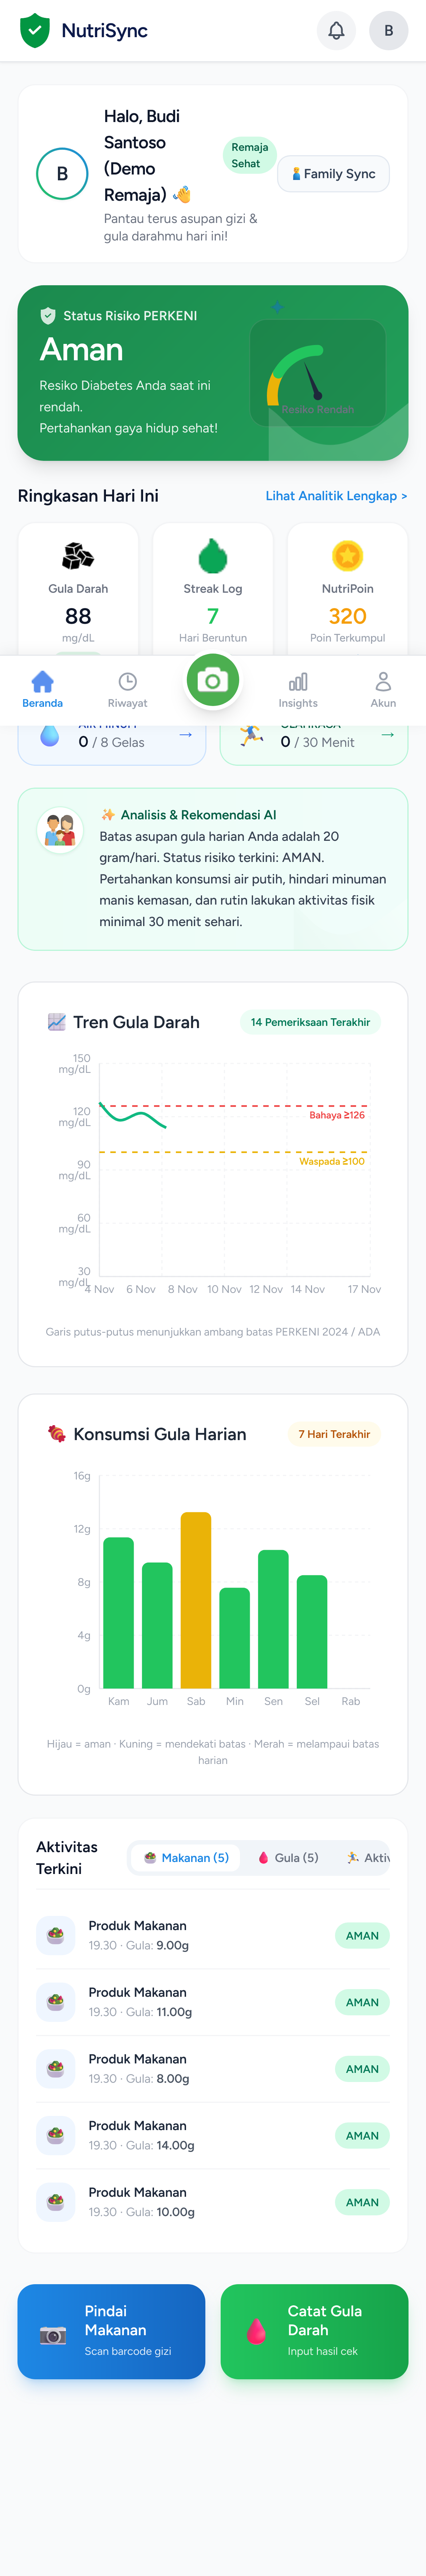 NutriSync
B
B
Halo, Budi
Santoso
(Demo
Remaja) 👋
Remaja
Sehat
Family Sync
Pantau terus asupan gizi &
gula darahmu hari ini!
Status Risiko PERKENI
Aman
Resiko Diabetes Anda saat ini
rendah.
Pertahankan gaya hidup sehat!
Resiko Rendah
Ringkasan Hari Ini
Lihat Analitik Lengkap >
Gula Darah
88
mg/dL
Streak Log
7
Hari Beruntun
NutriPoin
320
Poin Terkumpul
Beranda
Riwayat
Insights
Akun
AIR MINUM
0 / 8 Gelas
→
OLAHRAGA
0 / 30 Menit
→
✨ Analisis & Rekomendasi AI
Batas asupan gula harian Anda adalah 20
gram/hari. Status risiko terkini: AMAN.
Pertahankan konsumsi air putih, hindari minuman
manis kemasan, dan rutin lakukan aktivitas fisik
minimal 30 menit sehari.
📈 Tren Gula Darah
14 Pemeriksaan Terakhir
150
mg/dL
120
mg/dL
90
mg/dL
60
mg/dL
30
mg/dL
Bahaya ≥126
Waspada ≥100
4 Nov 6 Nov 8 Nov 10 Nov 12 Nov 14 Nov 17 Nov
Garis putus-putus menunjukkan ambang batas PERKENI 2024 / ADA
🍖 Konsumsi Gula Harian
7 Hari Terakhir
16g
12g
8g
4g
0g
Kam Jum Sab Min Sen Sel Rab
Hijau = aman · Kuning = mendekati batas · Merah = melampaui batas
harian
Aktivitas
Terkini
🥗 Makanan (5)
🩸 Gula (5)
🏃 Aktiv
Produk Makanan
19.30 · Gula: 9.00g
AMAN
Produk Makanan
19.30 · Gula: 11.00g
AMAN
Produk Makanan
19.30 · Gula: 8.00g
AMAN
Produk Makanan
19.30 · Gula: 14.00g
AMAN
Produk Makanan
19.30 · Gula: 10.00g
AMAN
Pindai
Makanan
Scan barcode gizi
Catat Gula
Darah
Input hasil cek